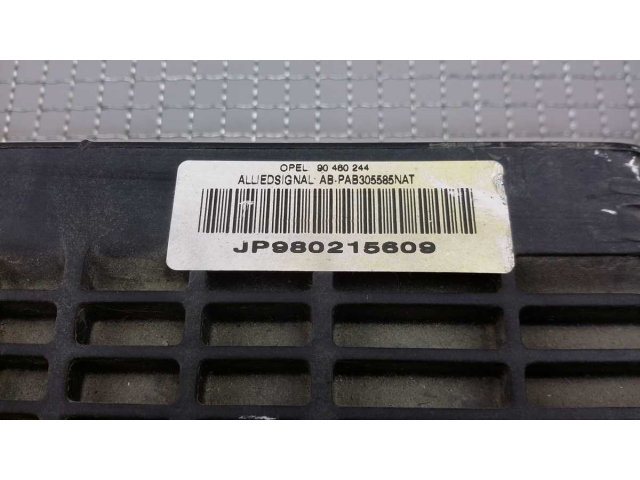 OPEL 90 460 244
ALLIEDSIGNAL AB-PAB305585NAT
JP980215609